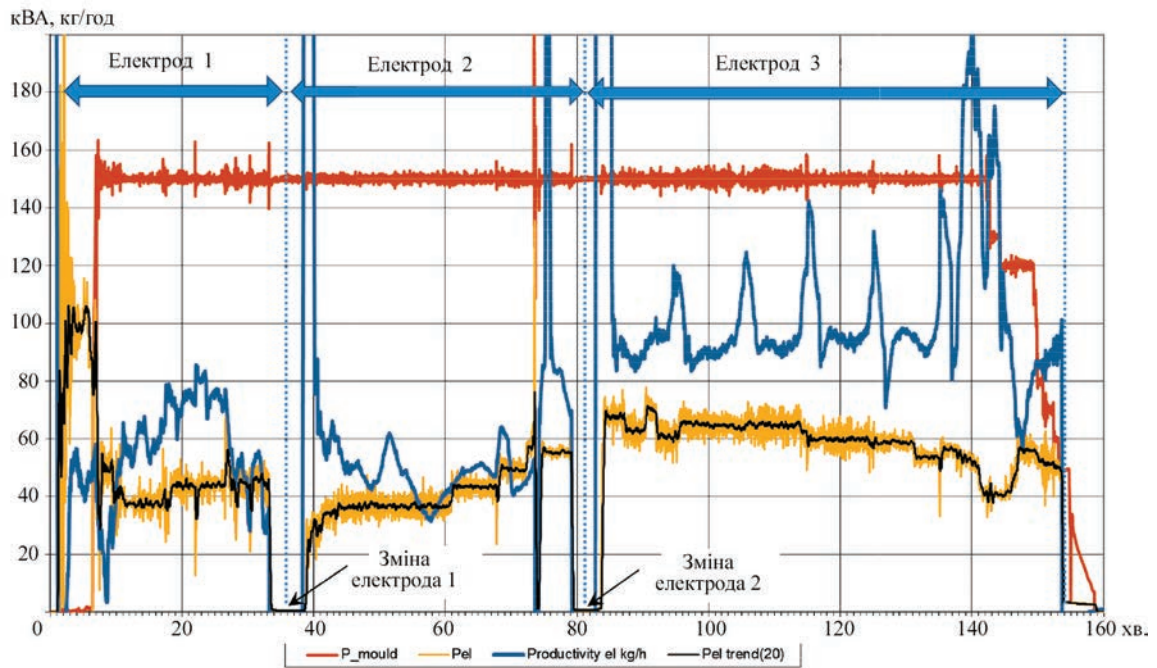 кВА, кг/год
Електрод 1
Електрод 2
Електрод 3
180
160
140
120
100
80
60
40
20
Зміна
електрода 1
Зміна
електрода 2
0 20 40 60 80 100 120 140 160 хв.
P_mould Pel Productivity el kg/h Pel trend(20)